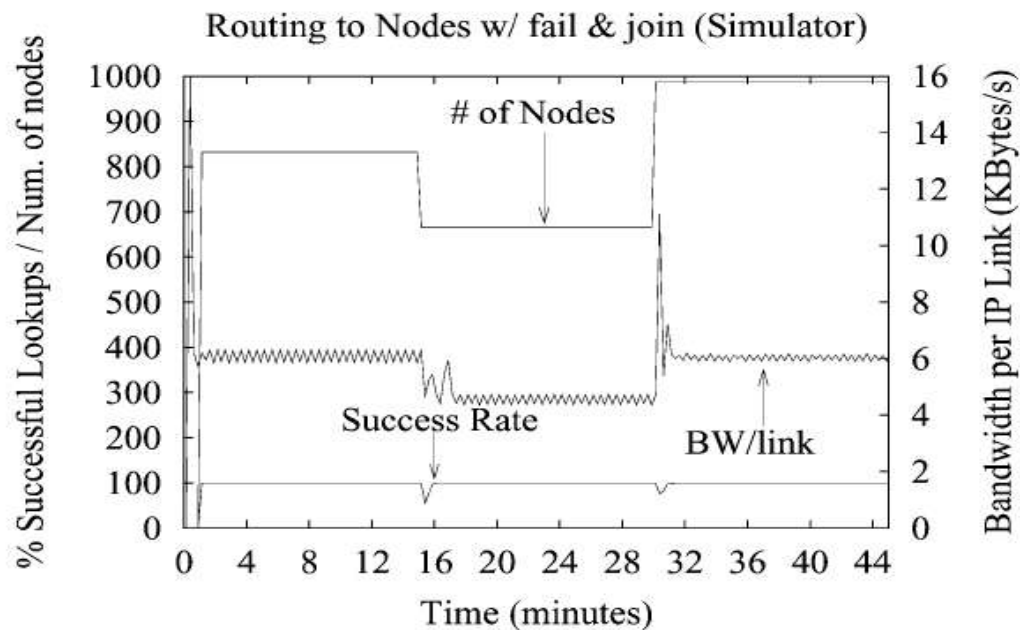 Routing to Nodes w/ fail & join (Simulator)
% Successful Lookups / Num. of nodes
1000
900
800
700
600
500
400
300
200
100
0
# of Nodes
Success Rate
BW/link
16
14
12
10
8
6
4
2
0
Bandwidth per IP Link (KBytes/s)
0 4 8 12 16 20 24 28 32 36 40 44
Time (minutes)